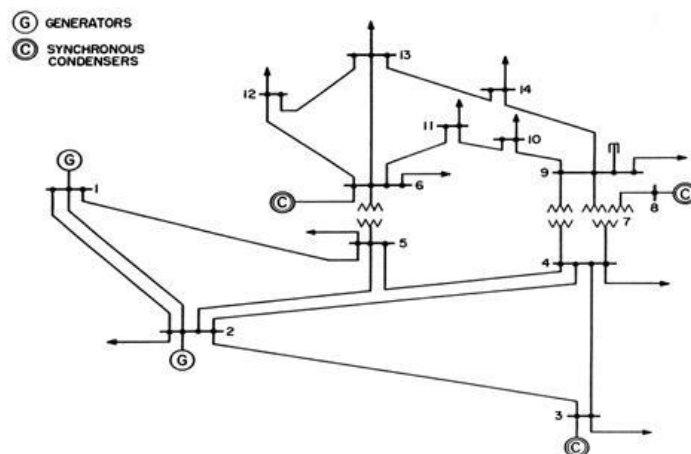 G GENERATORS
C SYNCHRONOUS
CONDENSERS
13
14
12
11
10
G
1
9
C
6
8
C
7
5
4
2
G
3
C